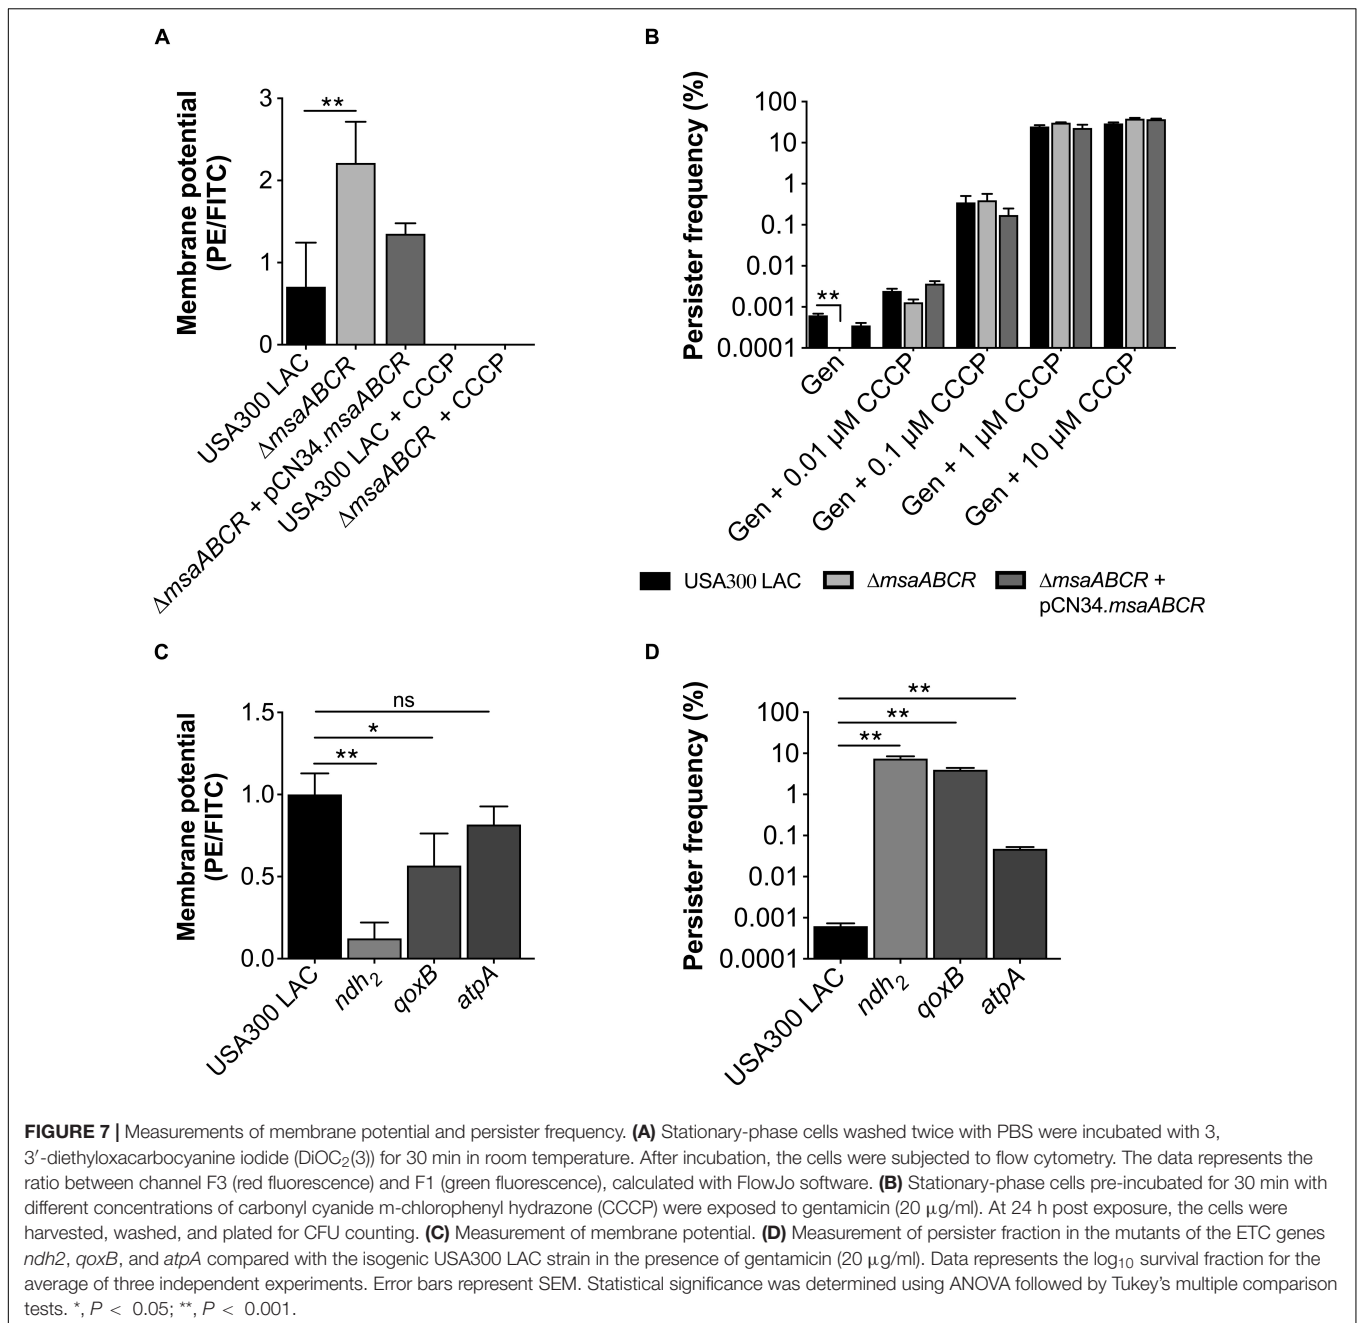 A
Membrane potential
(PE/FITC)
3
2
1
0
**
USA300 LAC
ΔmsaABCR
ΔmsaABCR + pCN34.msaABCR
USA300 LAC + CCCP
ΔmsaABCR + CCCP
B
Persister frequency (%)
100
10
1
0.1
0.01
0.001
0.0001
**
Gen
Gen + 0.01 µM CCCP
Gen + 0.1 µM CCCP
Gen + 1 µM CCCP
Gen + 10 µM CCCP
USA300 LAC
ΔmsaABCR
ΔmsaABCR +
pCN34.msaABCR
C
Membrane potential
(PE/FITC)
1.5
1.0
0.5
0.0
ns
*
**
USA300 LAC
ndh₂
qoxB
atpA
D
Persister frequency (%)
100
10
1
0.1
0.01
0.001
0.0001
**
**
**
USA300 LAC
ndh₂
qoxB
atpA
FIGURE 7 | Measurements of membrane potential and persister frequency. (A) Stationary-phase cells washed twice with PBS were incubated with 3,
3′-diethyloxacarbocyanine iodide (DiOC₂(3)) for 30 min in room temperature. After incubation, the cells were subjected to flow cytometry. The data represents the
ratio between channel F3 (red fluorescence) and F1 (green fluorescence), calculated with FlowJo software. (B) Stationary-phase cells pre-incubated for 30 min with
different concentrations of carbonyl cyanide m-chlorophenyl hydrazone (CCCP) were exposed to gentamicin (20 µg/ml). At 24 h post exposure, the cells were
harvested, washed, and plated for CFU counting. (C) Measurement of membrane potential. (D) Measurement of persister fraction in the mutants of the ETC genes
ndh2, qoxB, and atpA compared with the isogenic USA300 LAC strain in the presence of gentamicin (20 µg/ml). Data represents the log₁₀ survival fraction for the
average of three independent experiments. Error bars represent SEM. Statistical significance was determined using ANOVA followed by Tukey's multiple comparison
tests. *, P < 0.05; **, P < 0.001.